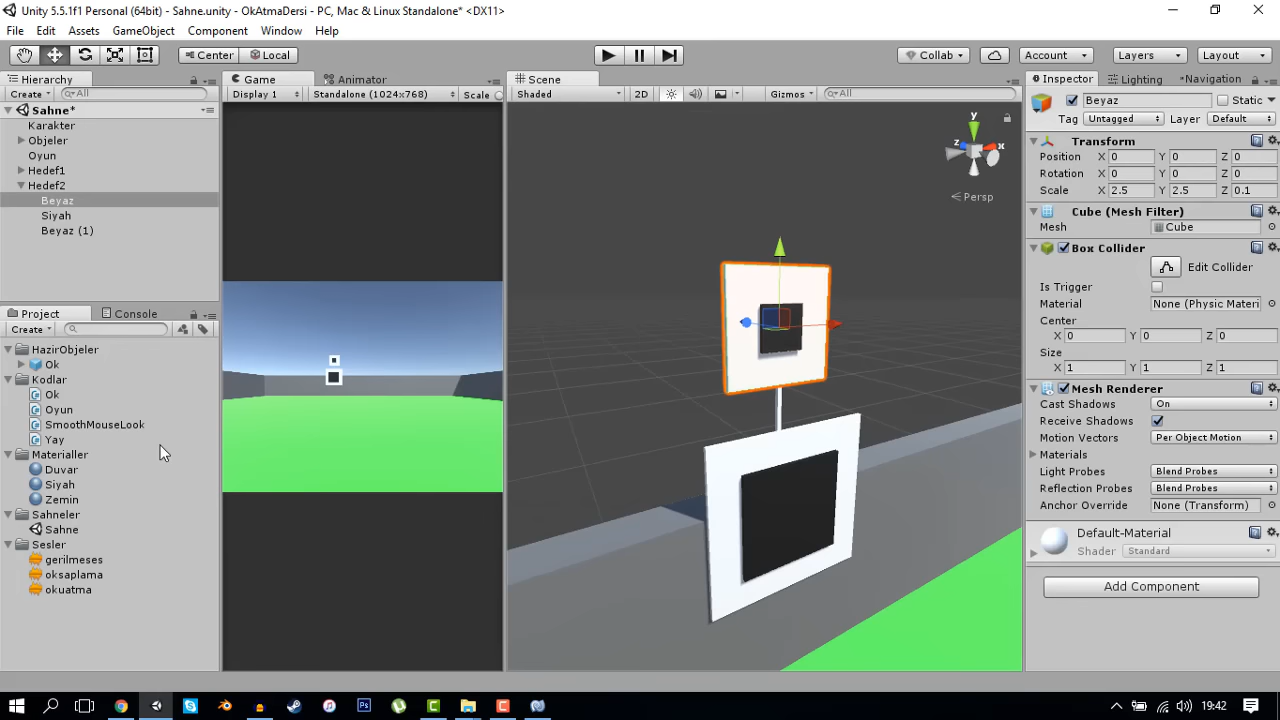 Unity 5.5.1f1 Personal (64bit) - Sahne.unity - OkAtmaDersi - PC, Mac & Linux Standalone* <DX11>
File Edit Assets GameObject Component Window Help
Center Local Collab Account Layers Layout
Hierarchy
Create All
Sahne*
Karakter
Objeler
Oyun
Hedef1
Hedef2
Beyaz
Siyah
Beyaz (1)
Project Console
Create
HazirObjeler
Ok
Kodlar
Ok
Oyun
SmoothMouseLook
Yay
Materialler
Duvar
Siyah
Zemin
Sahneler
Sahne
Sesler
gerilmeses
oksaplama
okuatma
Game Animator
Display 1 Standalone (1024x768) Scale
Scene
Shaded 2D Gizmos All
y
z x
Persp
Inspector Lighting Navigation
Beyaz Static
Tag Untagged Layer Default
Transform
Position X 0 Y 0 Z 0
Rotation X 0 Y 0 Z 0
Scale X 2.5 Y 2.5 Z 0.1
Cube (Mesh Filter)
Mesh Cube
Box Collider
Edit Collider
Is Trigger
Material None (Physic Materi
Center
X 0 Y 0 Z 0
Size
X 1 Y 1 Z 1
Mesh Renderer
Cast Shadows On
Receive Shadows
Motion Vectors Per Object Motion
Materials
Light Probes Blend Probes
Reflection Probes Blend Probes
Anchor Override None (Transform)
Default-Material
Shader Standard
Add Component
19:42